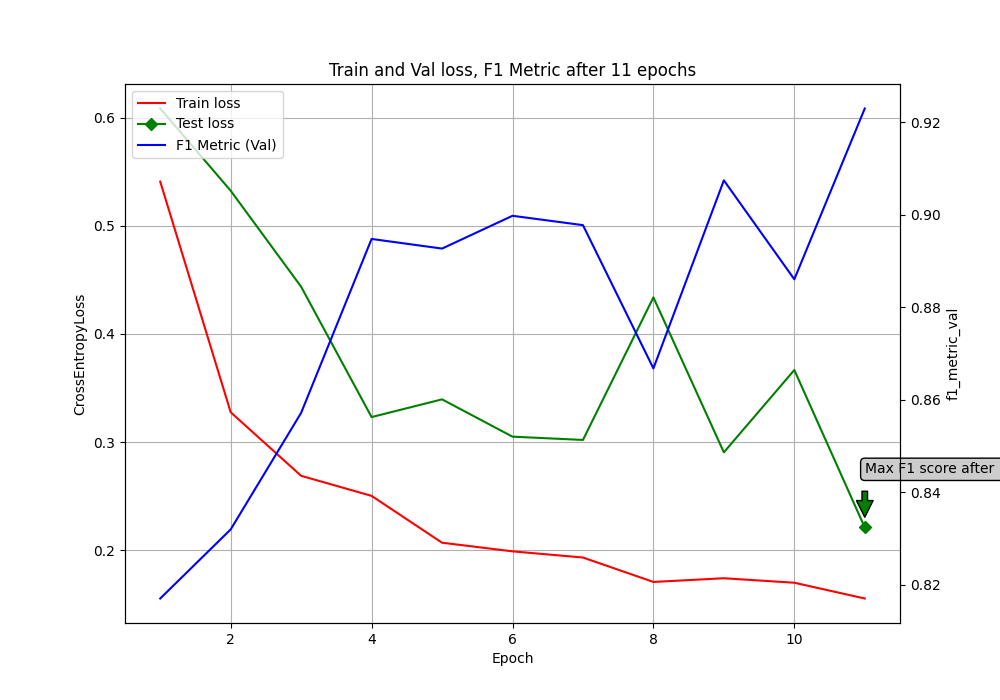 Train and Val loss, F1 Metric after 11 epochs
Train loss
Test loss
F1 Metric (Val)
0.6
0.5
0.4
0.3
0.2
CrossEntropyLoss
0.92
0.90
0.88
0.86
0.84
0.82
f1_metric_val
Max F1 score after
2
4
6
8
10
Epoch